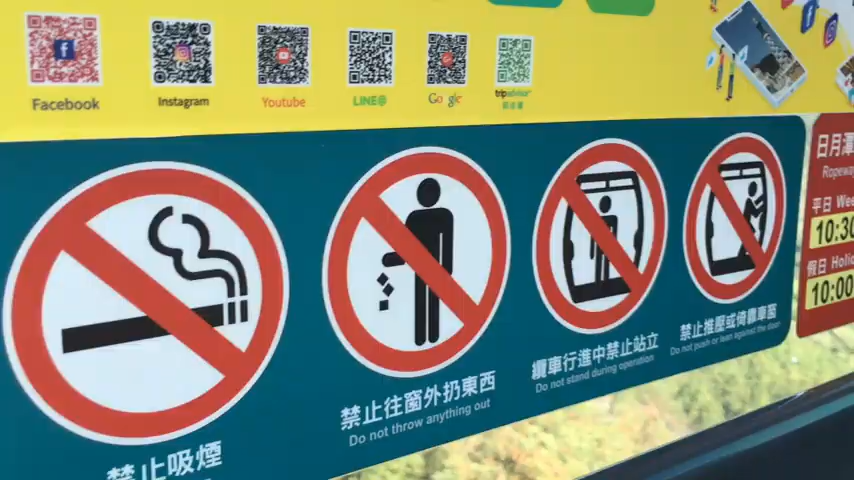 Facebook
Instagram
Youtube
LINE@
Google
tripadvisor
禁止吸煙
禁止往窗外扔東西
Do not throw anything out
纜車行進中禁止站立
Do not stand during operation
禁止推壓或倚靠車窗
Do not push or lean against the door
日月潭
Ropeway
平日 Wee
10:30
假日 Holi
10:00